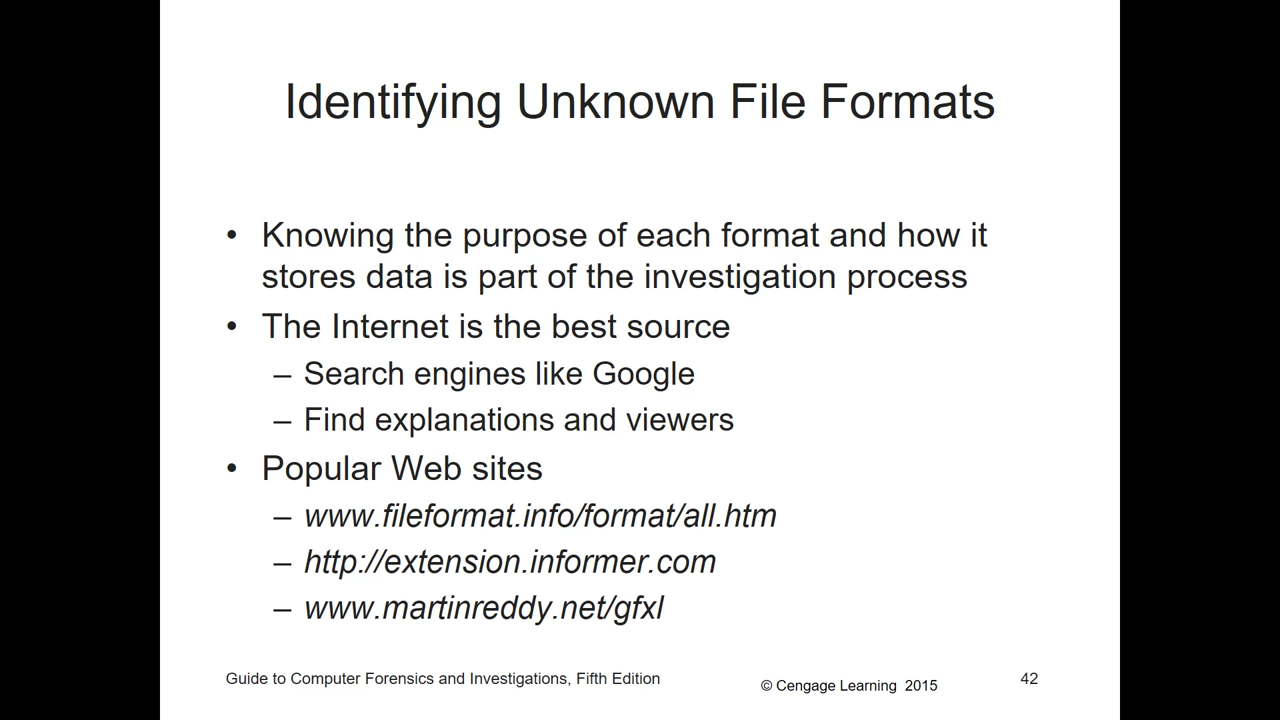 Identifying Unknown File Formats
• Knowing the purpose of each format and how it
stores data is part of the investigation process
• The Internet is the best source
– Search engines like Google
– Find explanations and viewers
• Popular Web sites
– www.fileformat.info/format/all.htm
– http://extension.informer.com
– www.martinreddy.net/gfxl
Guide to Computer Forensics and Investigations, Fifth Edition
© Cengage Learning 2015
42